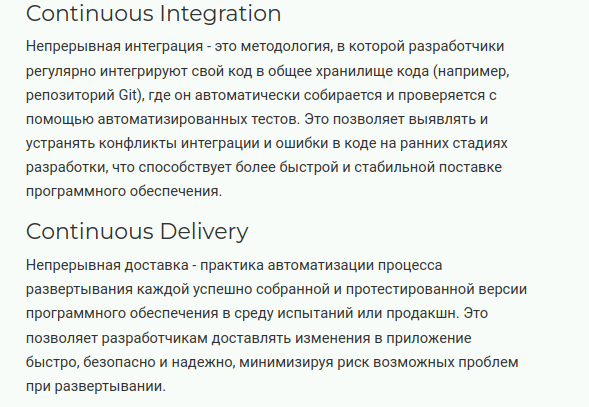 Continuous Integration
Непрерывная интеграция - это методология, в которой разработчики
регулярно интегрируют свой код в общее хранилище кода (например,
репозиторий Git), где он автоматически собирается и проверяется с
помощью автоматизированных тестов. Это позволяет выявлять и
устранять конфликты интеграции и ошибки в коде на ранних стадиях
разработки, что способствует более быстрой и стабильной поставке
программного обеспечения.
Continuous Delivery
Непрерывная доставка - практика автоматизации процесса
развертывания каждой успешно собранной и протестированной версии
программного обеспечения в среду испытаний или продакшн. Это
позволяет разработчикам доставлять изменения в приложение
быстро, безопасно и надежно, минимизируя риск возможных проблем
при развертывании.